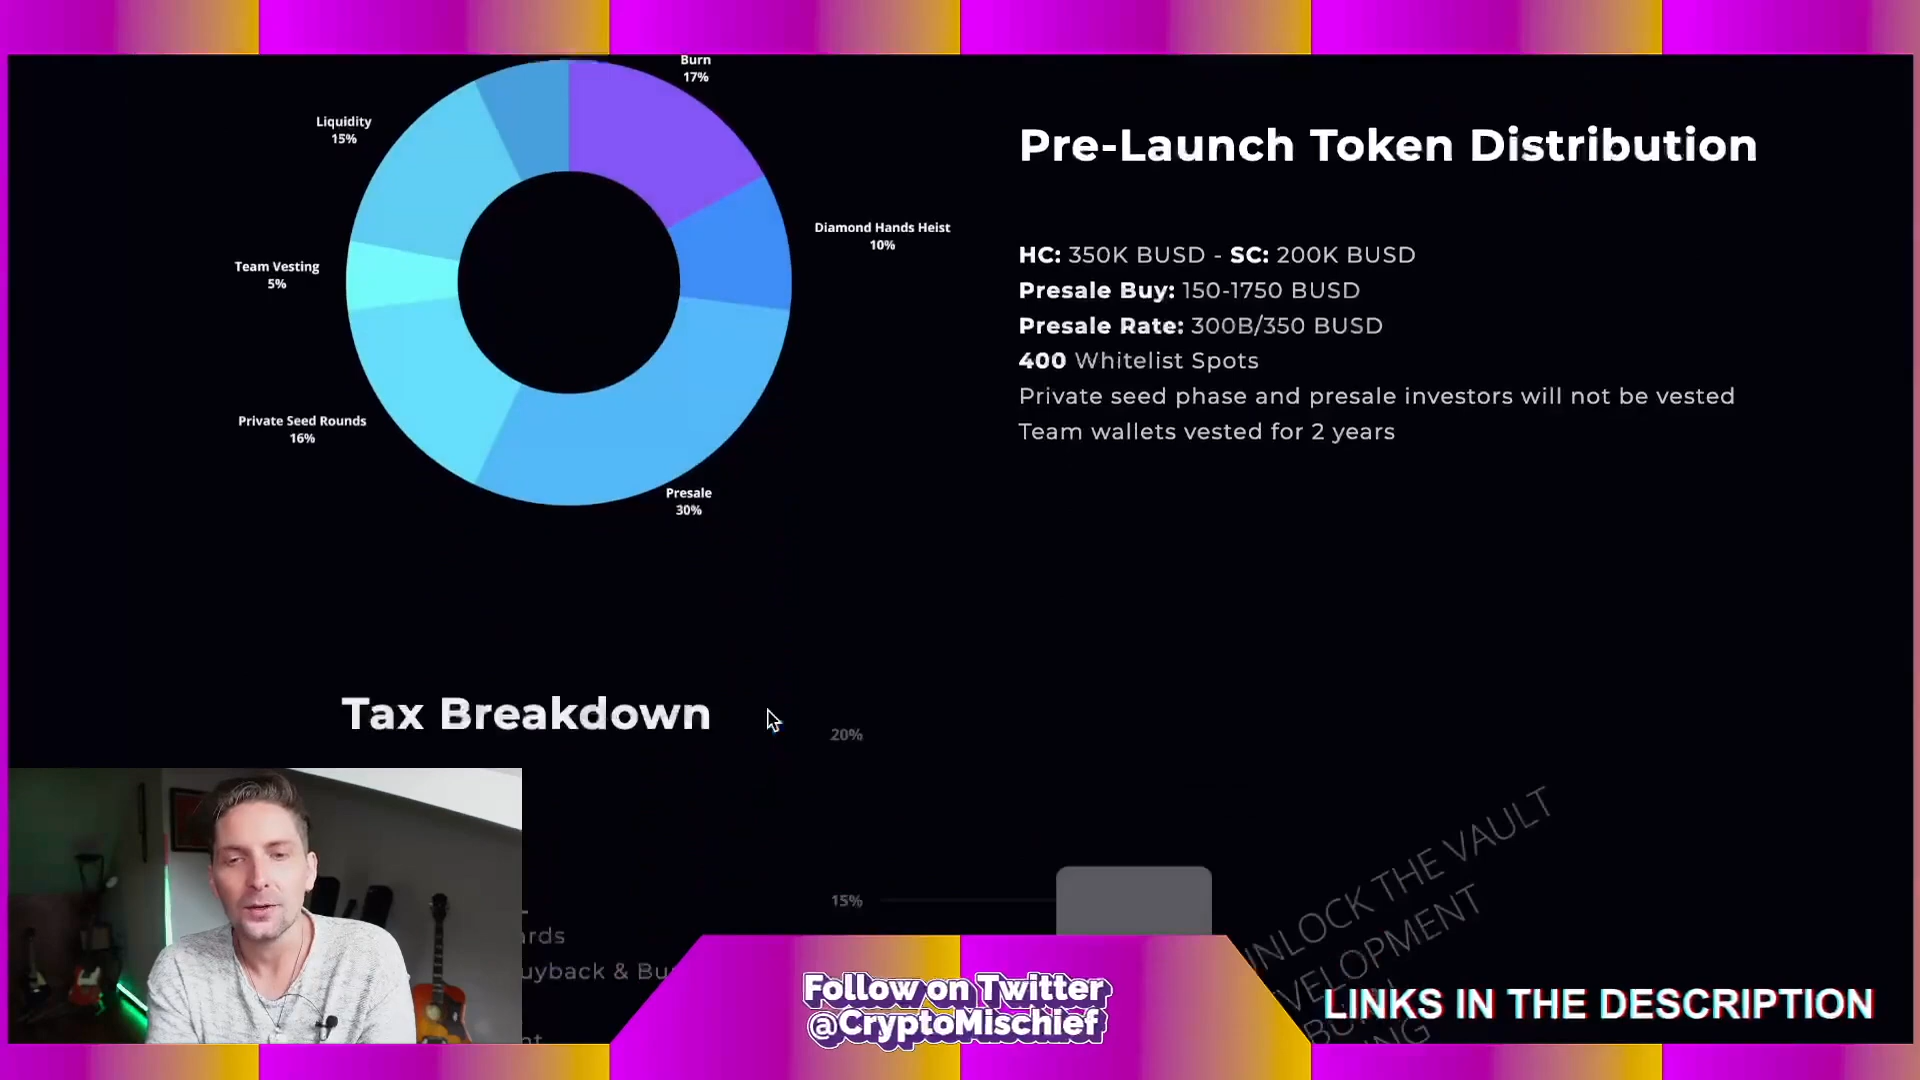 Burn
17%
Liquidity
15%
Diamond Hands Heist
10%
Team Vesting
5%
Private Seed Rounds
16%
Presale
30%
Pre-Launch Token Distribution
HC: 350K BUSD - SC: 200K BUSD
Presale Buy: 150-1750 BUSD
Presale Rate: 300B/350 BUSD
400 Whitelist Spots
Private seed phase and presale investors will not be vested
Team wallets vested for 2 years
Tax Breakdown
20%
15%
UNLOCK THE VAULT
Follow on Twitter
@CryptoMischief
LINKS IN THE DESCRIPTION